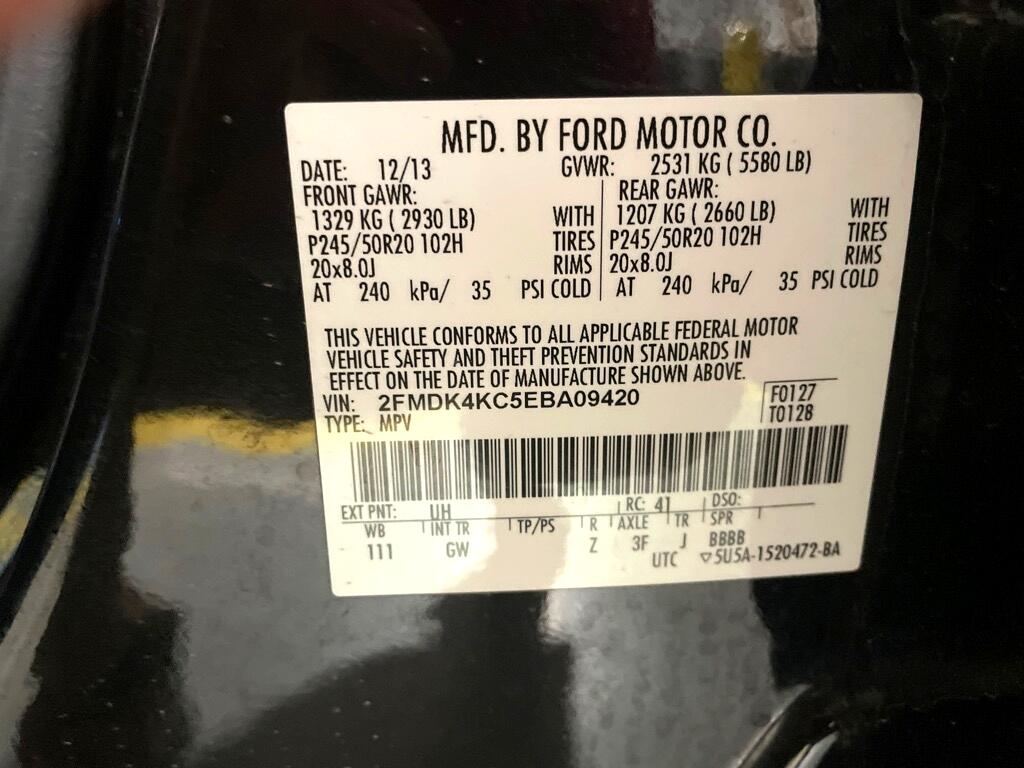 MFD. BY FORD MOTOR CO.
DATE: 12/13 GVWR: 2531 KG ( 5580 LB)
FRONT GAWR: REAR GAWR:
1329 KG ( 2930 LB) WITH 1207 KG ( 2660 LB) WITH
P245/50R20 102H TIRES P245/50R20 102H TIRES
20x8.0J RIMS 20x8.0J RIMS
AT 240 kPa/ 35 PSI COLD AT 240 kPa/ 35 PSI COLD
THIS VEHICLE CONFORMS TO ALL APPLICABLE FEDERAL MOTOR
VEHICLE SAFETY AND THEFT PREVENTION STANDARDS IN
EFFECT ON THE DATE OF MANUFACTURE SHOWN ABOVE.
VIN: 2FMDK4KC5EBA09420 F0127
TYPE: MPV T0128
EXT PNT: UH RC: 41 DSO:
WB INT TR TP/PS R AXLE TR SPR
111 GW Z 3F J BBBB
UTC ▽5U5A-1520472-BA